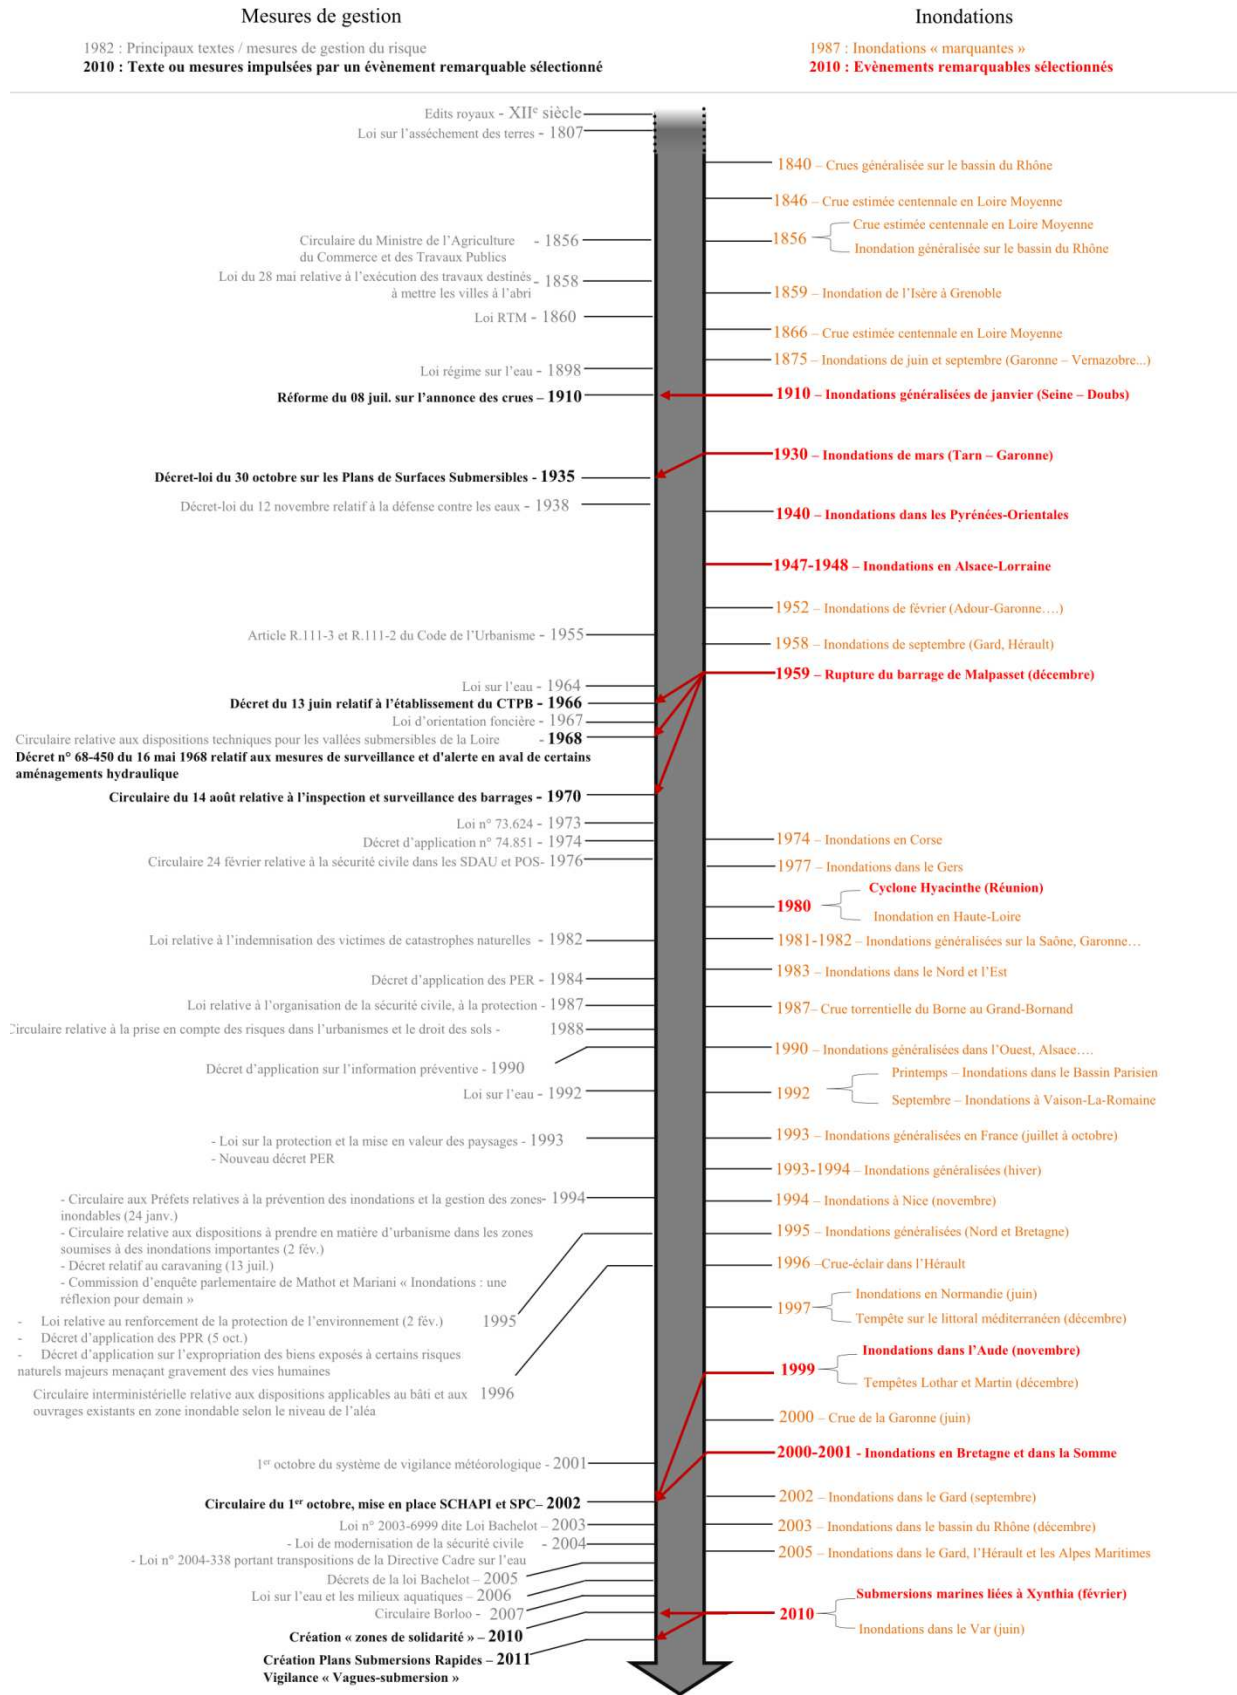 Mesures de gestion
1982 : Principaux textes / mesures de gestion du risque
2010 : Texte ou mesures impulsées par un évènement remarquable sélectionné
Inondations
1987 : Inondations « marquantes »
2010 : Evènements remarquables sélectionnés
Edits royaux - XIIe siècle
Loi sur l’asséchement des terres - 1807
Circulaire du Ministre de l’Agriculture - 1856
du Commerce et des Travaux Publics
Loi du 28 mai relative à l’exécution des travaux destinés - 1858
à mettre les villes à l’abri
Loi RTM - 1860
Loi régime sur l’eau - 1898
Réforme du 08 juil. sur l’annonce des crues – 1910
Décret-loi du 30 octobre sur les Plans de Surfaces Submersibles - 1935
Décret-loi du 12 novembre relatif à la défense contre les eaux - 1938
Article R.111-3 et R.111-2 du Code de l’Urbanisme - 1955
Loi sur l’eau - 1964
Décret du 13 juin relatif à l’établissement du CTPB - 1966
Loi d’orientation foncière - 1967
Circulaire relative aux dispositions techniques pour les vallées submersibles de la Loire - 1968
Décret n° 68-450 du 16 mai 1968 relatif aux mesures de surveillance et d'alerte en aval de certains
aménagements hydraulique
Circulaire du 14 août relative à l’inspection et surveillance des barrages - 1970
Loi n° 73.624 - 1973
Décret d’application n° 74.851 - 1974
Circulaire 24 février relative à la sécurité civile dans les SDAU et POS- 1976
Loi relative à l’indemnisation des victimes de catastrophes naturelles - 1982
Décret d’application des PER - 1984
Loi relative à l’organisation de la sécurité civile, à la protection - 1987
Circulaire relative à la prise en compte des risques dans l’urbanismes et le droit des sols - 1988
Décret d’application sur l’information préventive - 1990
Loi sur l’eau - 1992
- Loi sur la protection et la mise en valeur des paysages - 1993
- Nouveau décret PER
- Circulaire aux Préfets relatives à la prévention des inondations et la gestion des zones- 1994
inondables (24 janv.)
- Circulaire relative aux dispositions à prendre en matière d’urbanisme dans les zones
soumises à des inondations importantes (2 fév.)
- Décret relatif au caravaning (13 juil.)
- Commission d’enquête parlementaire de Mathot et Mariani « Inondations : une
réflexion pour demain »
- Loi relative au renforcement de la protection de l’environnement (2 fév.) 1995
- Décret d’application des PPR (5 oct.)
- Décret d’application sur l’expropriation des biens exposés à certains risques
naturels majeurs menaçant gravement des vies humaines
Circulaire interministérielle relative aux dispositions applicables au bâti et aux 1996
ouvrages existants en zone inondable selon le niveau de l’aléa
1er octobre du système de vigilance météorologique - 2001
Circulaire du 1er octobre, mise en place SCHAPI et SPC– 2002
Loi n° 2003-6999 dite Loi Bachelot – 2003
- Loi de modernisation de la sécurité civile - 2004
- Loi n° 2004-338 portant transpositions de la Directive Cadre sur l’eau
Décrets de la loi Bachelot – 2005
Loi sur l’eau et les milieux aquatiques – 2006
Circulaire Borloo - 2007
Création « zones de solidarité » – 2010
Création Plans Submersions Rapides – 2011
Vigilance « Vagues-submersion »
1840 – Crues généralisée sur le bassin du Rhône
1846 – Crue estimée centennale en Loire Moyenne
1856
Crue estimée centennale en Loire Moyenne
Inondation généralisée sur le bassin du Rhône
1859 – Inondation de l’Isère à Grenoble
1866 – Crue estimée centennale en Loire Moyenne
1875 – Inondations de juin et septembre (Garonne – Vernazobre...)
1910 – Inondations généralisées de janvier (Seine – Doubs)
1930 – Inondations de mars (Tarn – Garonne)
1940 – Inondations dans les Pyrénées-Orientales
1947-1948 – Inondations en Alsace-Lorraine
1952 – Inondations de février (Adour-Garonne….)
1958 – Inondations de septembre (Gard, Hérault)
1959 – Rupture du barrage de Malpasset (décembre)
1974 – Inondations en Corse
1977 – Inondations dans le Gers
1980
Cyclone Hyacinthe (Réunion)
Inondation en Haute-Loire
1981-1982 – Inondations généralisées sur la Saône, Garonne…
1983 – Inondations dans le Nord et l’Est
1987– Crue torrentielle du Borne au Grand-Bornand
1990 – Inondations généralisées dans l’Ouest, Alsace….
1992
Printemps – Inondations dans le Bassin Parisien
Septembre – Inondations à Vaison-La-Romaine
1993 – Inondations généralisées en France (juillet à octobre)
1993-1994 – Inondations généralisées (hiver)
1994 – Inondations à Nice (novembre)
1995 – Inondations généralisées (Nord et Bretagne)
1996 –Crue-éclair dans l’Hérault
1997
Inondations en Normandie (juin)
Tempête sur le littoral méditerranéen (décembre)
1999
Inondations dans l’Aude (novembre)
Tempêtes Lothar et Martin (décembre)
2000 – Crue de la Garonne (juin)
2000-2001 - Inondations en Bretagne et dans la Somme
2002 – Inondations dans le Gard (septembre)
2003 – Inondations dans le bassin du Rhône (décembre)
2005 – Inondations dans le Gard, l’Hérault et les Alpes Maritimes
2010
Submersions marines liées à Xynthia (février)
Inondations dans le Var (juin)